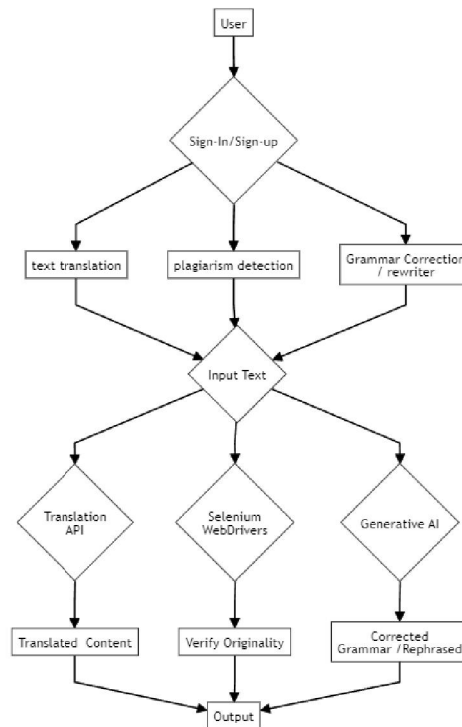 User
Sign-In/Sign-up
text translation
plagiarism detection
Grammar Correction
/ rewriter
Input Text
Translation
API
Selenium
WebDrivers
Generative AI
Translated Content
Verify Originality
Corrected
Grammar /Rephrased
Output